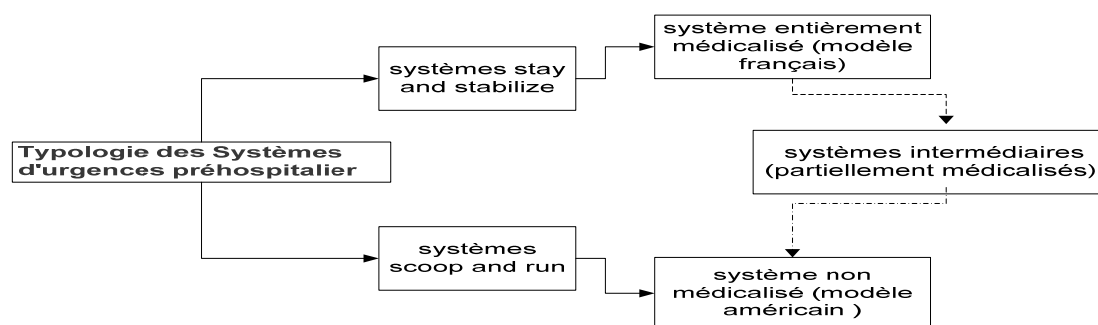 Typologie des Systèmes
d'urgences préhospitalier
systèmes stay
and stabilize
système entièrement
médicalisé (modèle
français)
systèmes intermédiaires
(partiellement médicalisés)
systèmes
scoop and run
système non
médicalisé (modèle
américain )